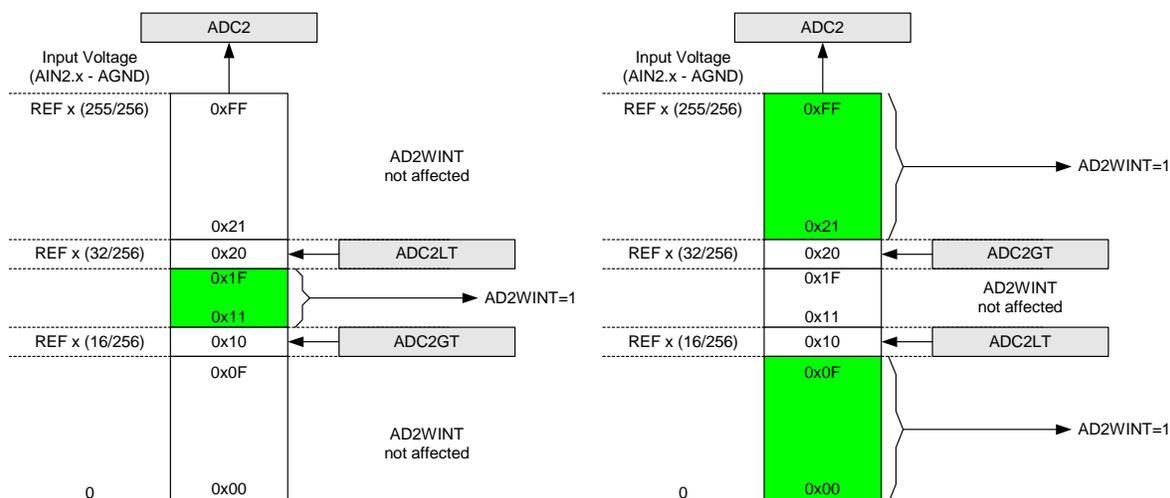 ADC2
Input Voltage
(AIN2.x - AGND)
REF x (255/256)
0xFF
AD2WINT
not affected
0x21
REF x (32/256)
0x20
ADC2LT
0x1F
AD2WINT=1
0x11
REF x (16/256)
0x10
ADC2GT
0x0F
AD2WINT
not affected
0
0x00
ADC2
Input Voltage
(AIN2.x - AGND)
REF x (255/256)
0xFF
AD2WINT=1
0x21
REF x (32/256)
0x20
ADC2GT
0x1F
AD2WINT
not affected
0x11
REF x (16/256)
0x10
ADC2LT
0x0F
AD2WINT=1
0
0x00